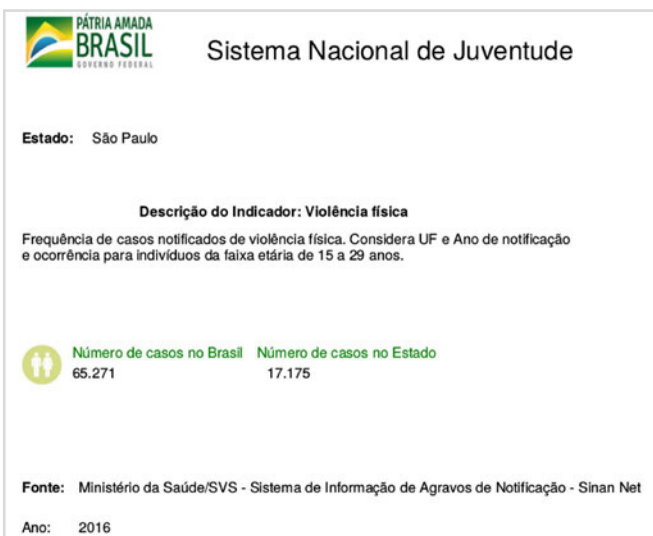 PÁTRIA AMADA
BRASIL
GOVERNO FEDERAL
Sistema Nacional de Juventude
Estado: São Paulo
Descrição do Indicador: Violência física
Frequência de casos notificados de violência física. Considera UF e Ano de notificação
e ocorrência para indivíduos da faixa etária de 15 a 29 anos.
Número de casos no Brasil Número de casos no Estado
65.271 17.175
Fonte: Ministério da Saúde/SVS - Sistema de Informação de Agravos de Notificação - Sinan Net
Ano: 2016